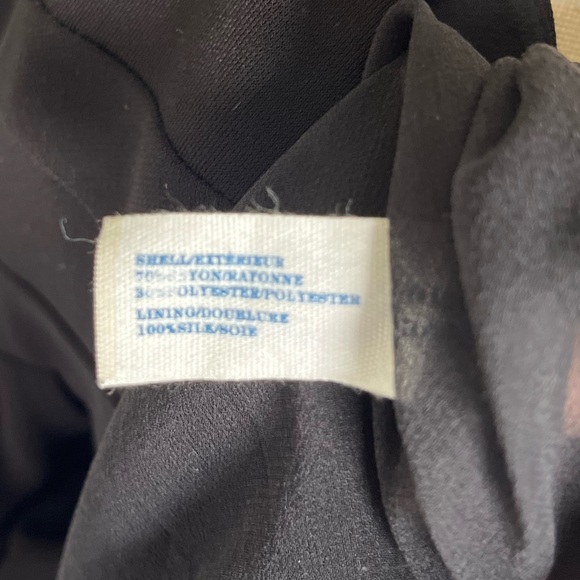 SHELL/EXTÉRIEUR
70% RAYON/RAYONNE
30% POLYESTER/POLYESTER
LINING/DOUBLURE
100% SILK/SOIE